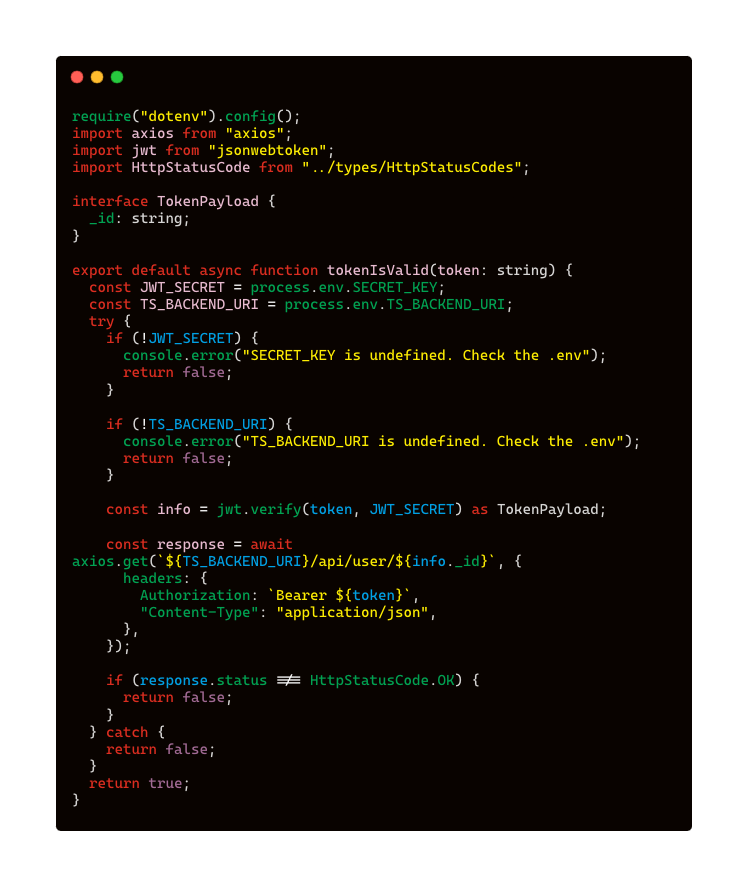 require("dotenv").config();
import axios from "axios";
import jwt from "jsonwebtoken";
import HttpStatusCode from "../types/HttpStatusCodes";

interface TokenPayload {
  _id: string;
}

export default async function tokenIsValid(token: string) {
  const JWT_SECRET = process.env.SECRET_KEY;
  const TS_BACKEND_URI = process.env.TS_BACKEND_URI;
  try {
    if (!JWT_SECRET) {
      console.error("SECRET_KEY is undefined. Check the .env");
      return false;
    }

    if (!TS_BACKEND_URI) {
      console.error("TS_BACKEND_URI is undefined. Check the .env");
      return false;
    }

    const info = jwt.verify(token, JWT_SECRET) as TokenPayload;

    const response = await
axios.get(`${TS_BACKEND_URI}/api/user/${info._id}`, {
      headers: {
        Authorization: `Bearer ${token}`,
        "Content-Type": "application/json",
      },
    });

    if (response.status !== HttpStatusCode.OK) {
      return false;
    }
  } catch {
    return false;
  }
  return true;
}